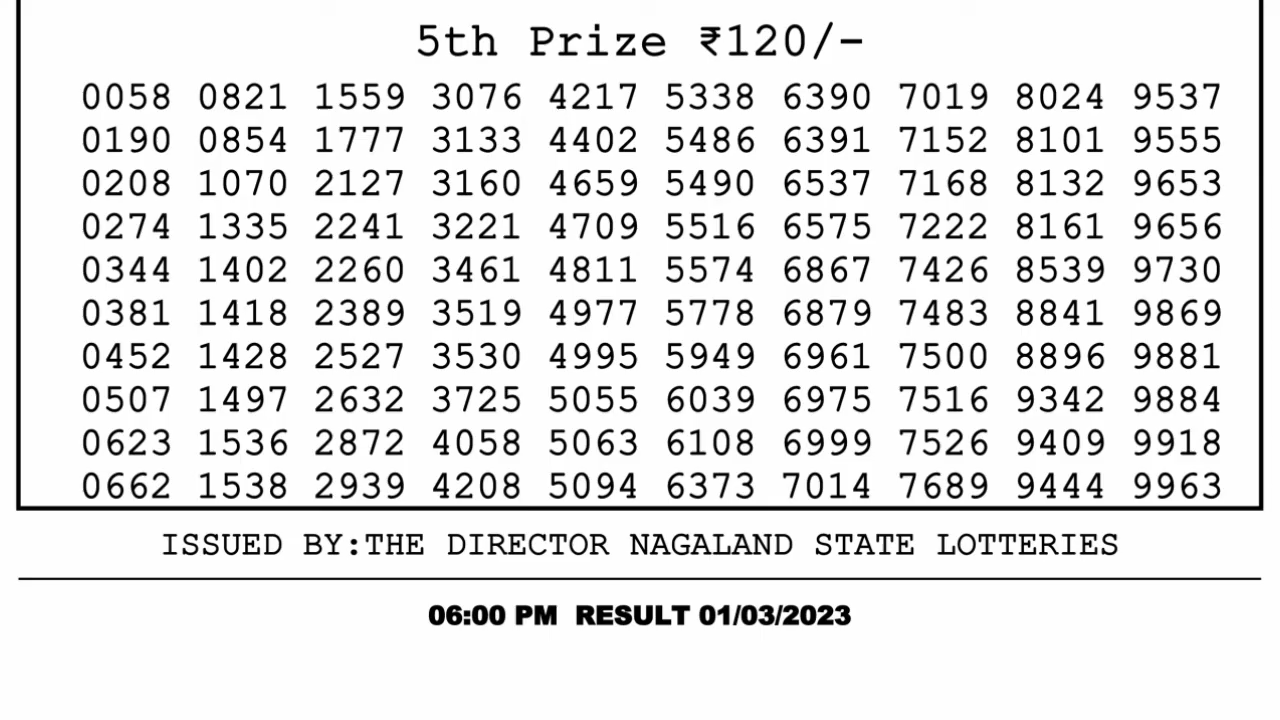 5th Prize ₹120/-
0058 0821 1559 3076 4217 5338 6390 7019 8024 9537
0190 0854 1777 3133 4402 5486 6391 7152 8101 9555
0208 1070 2127 3160 4659 5490 6537 7168 8132 9653
0274 1335 2241 3221 4709 5516 6575 7222 8161 9656
0344 1402 2260 3461 4811 5574 6867 7426 8539 9730
0381 1418 2389 3519 4977 5778 6879 7483 8841 9869
0452 1428 2527 3530 4995 5949 6961 7500 8896 9881
0507 1497 2632 3725 5055 6039 6975 7516 9342 9884
0623 1536 2872 4058 5063 6108 6999 7526 9409 9918
0662 1538 2939 4208 5094 6373 7014 7689 9444 9963
ISSUED BY:THE DIRECTOR NAGALAND STATE LOTTERIES
06:00 PM RESULT 01/03/2023